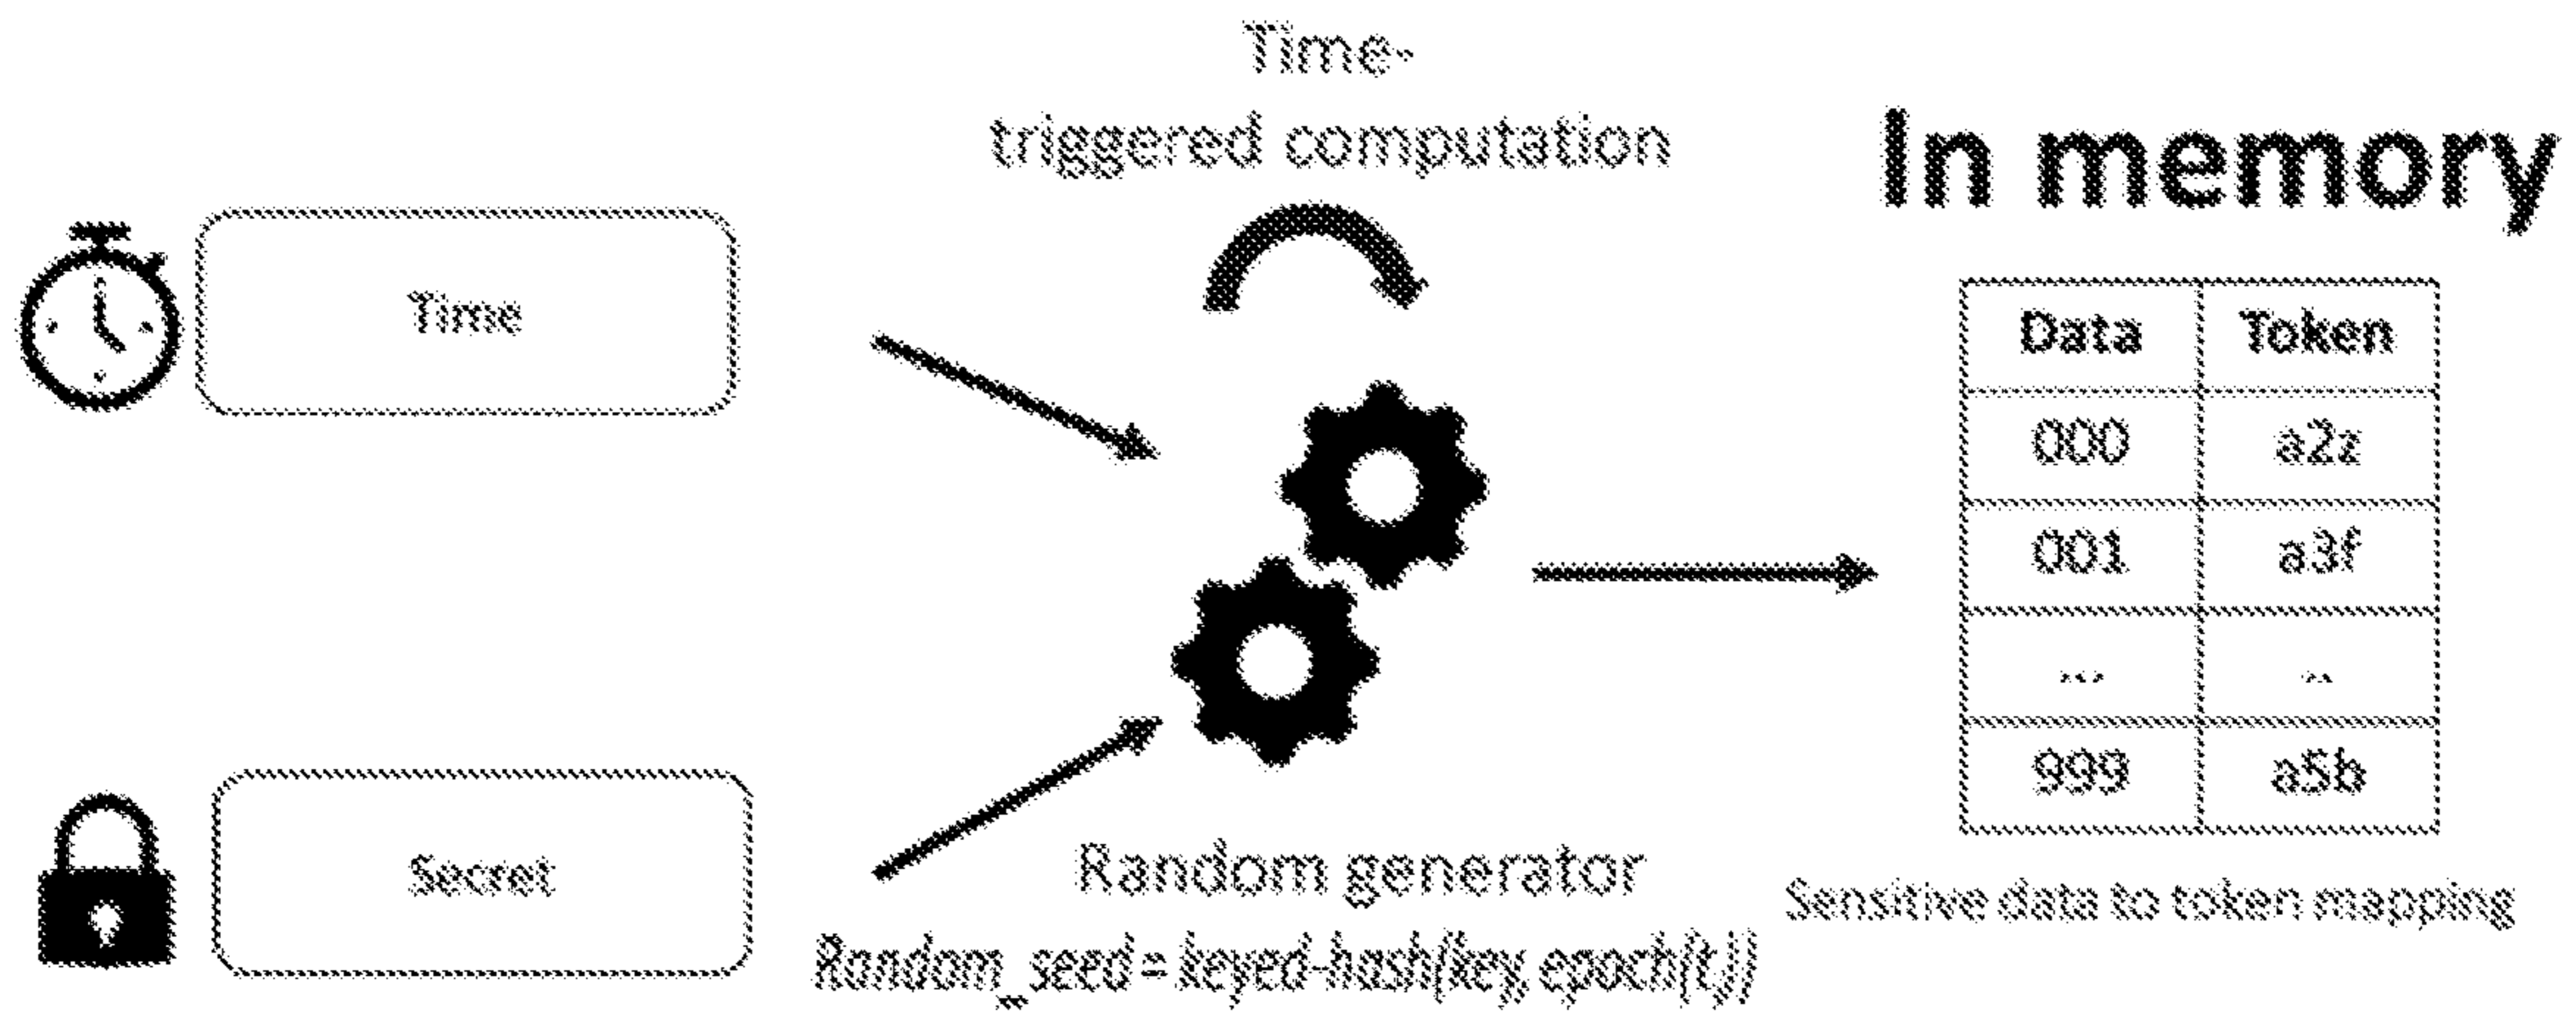 Time-
triggered computation
In memory
Time
Data Token
000 a2z
001 a3f
... ..
999 a5b
Secret
Random generator
Sensitive data to token mapping
Random_seed = keyed-hash(key, epoch(t,))